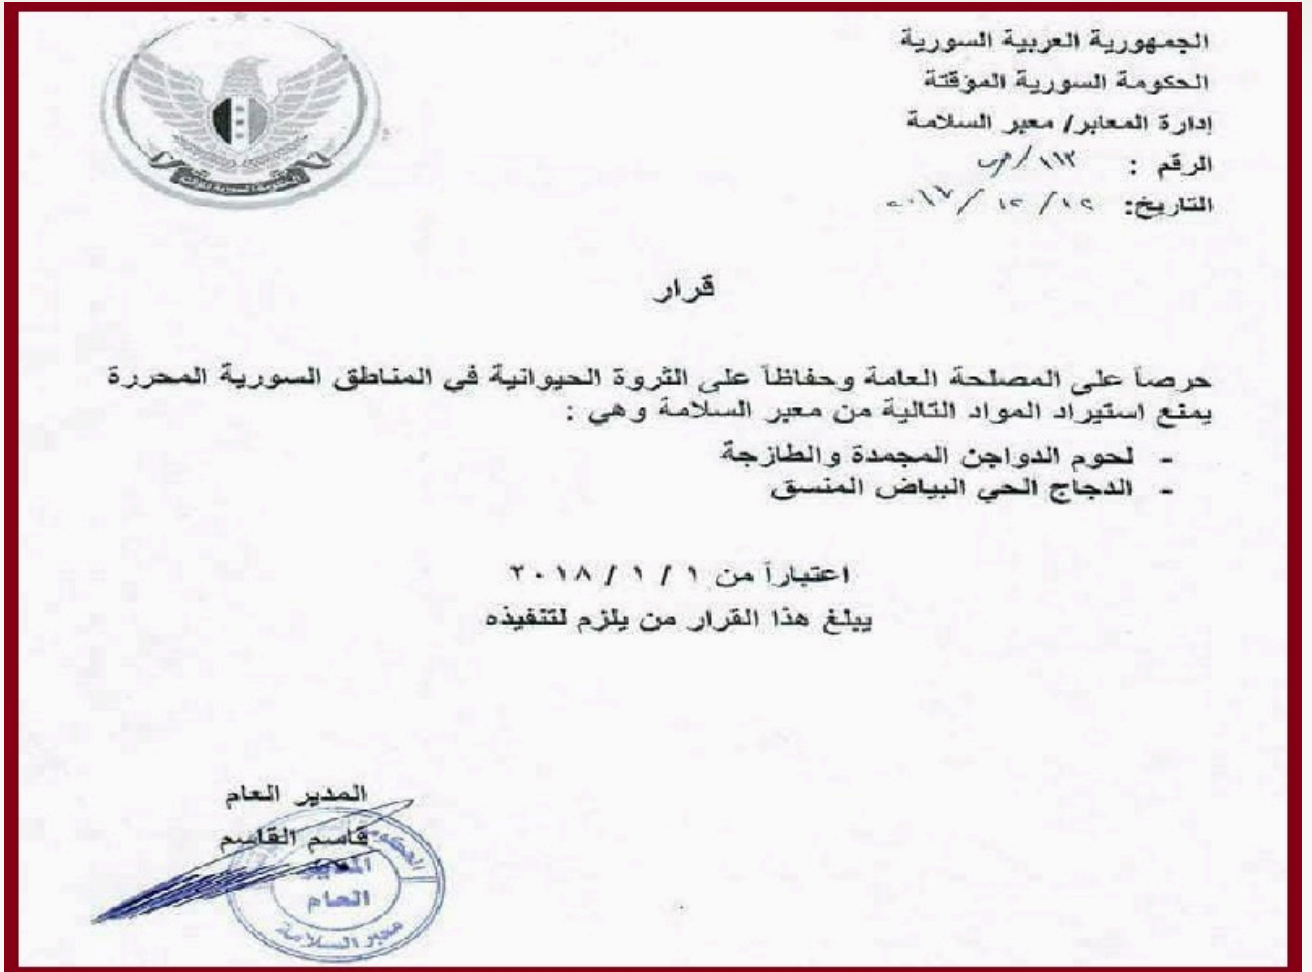 الجمهورية العربية السورية
الحكومة السورية المؤقتة
إدارة المعابر/ معبر السلامة
الرقم :
التاريخ: ١٢ / ١٢ / ٢٠١٧
قرار
حرصاً على المصلحة العامة وحفاظاً على الثروة الحيوانية في المناطق السورية المحررة
يمنع استيراد المواد التالية من معبر السلامة وهي :
- لحوم الدواجن المجمدة والطازجة
- الدجاج الحي البياض المنسق
اعتباراً من ١ / ١ / ٢٠١٨
يبلغ هذا القرار من يلزم لتنفيذه
المدير العام
قاسم القاسم
المدير
العام
معبر السلامة